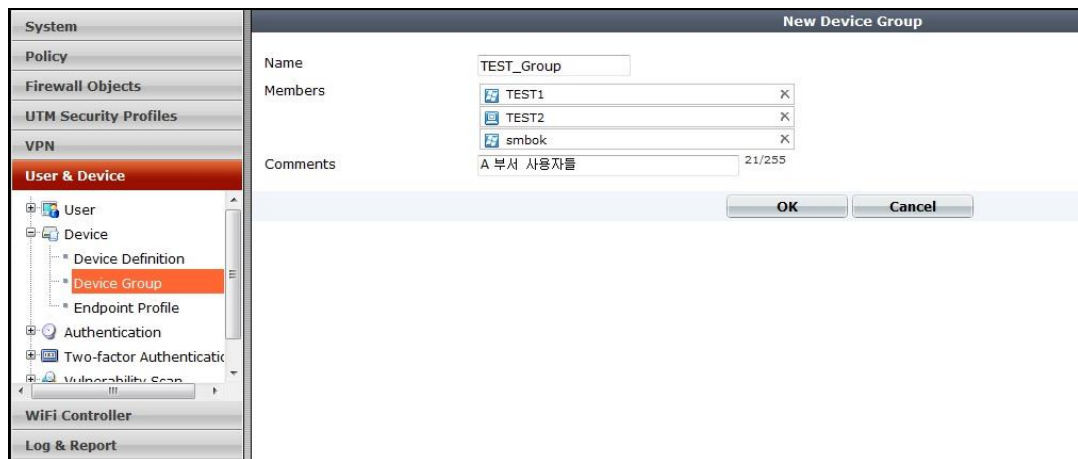 System
Policy
Firewall Objects
UTM Security Profiles
VPN
User & Device
User
Device
Device Definition
Device Group
Endpoint Profile
Authentication
Two-factor Authenticatic
Vulnerability Scan
WiFi Controller
Log & Report
New Device Group
Name
TEST_Group
Members
TEST1
TEST2
smbok
Comments
A 부서 사용자들
21/255
OK
Cancel